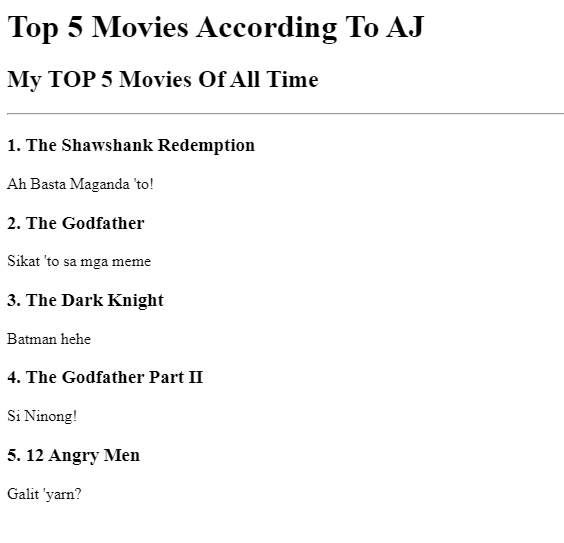 Top 5 Movies According To AJ
My TOP 5 Movies Of All Time
1. The Shawshank Redemption
Ah Basta Maganda 'to!
2. The Godfather
Sikat 'to sa mga meme
3. The Dark Knight
Batman hehe
4. The Godfather Part II
Si Ninong!
5. 12 Angry Men
Galit 'yarn?